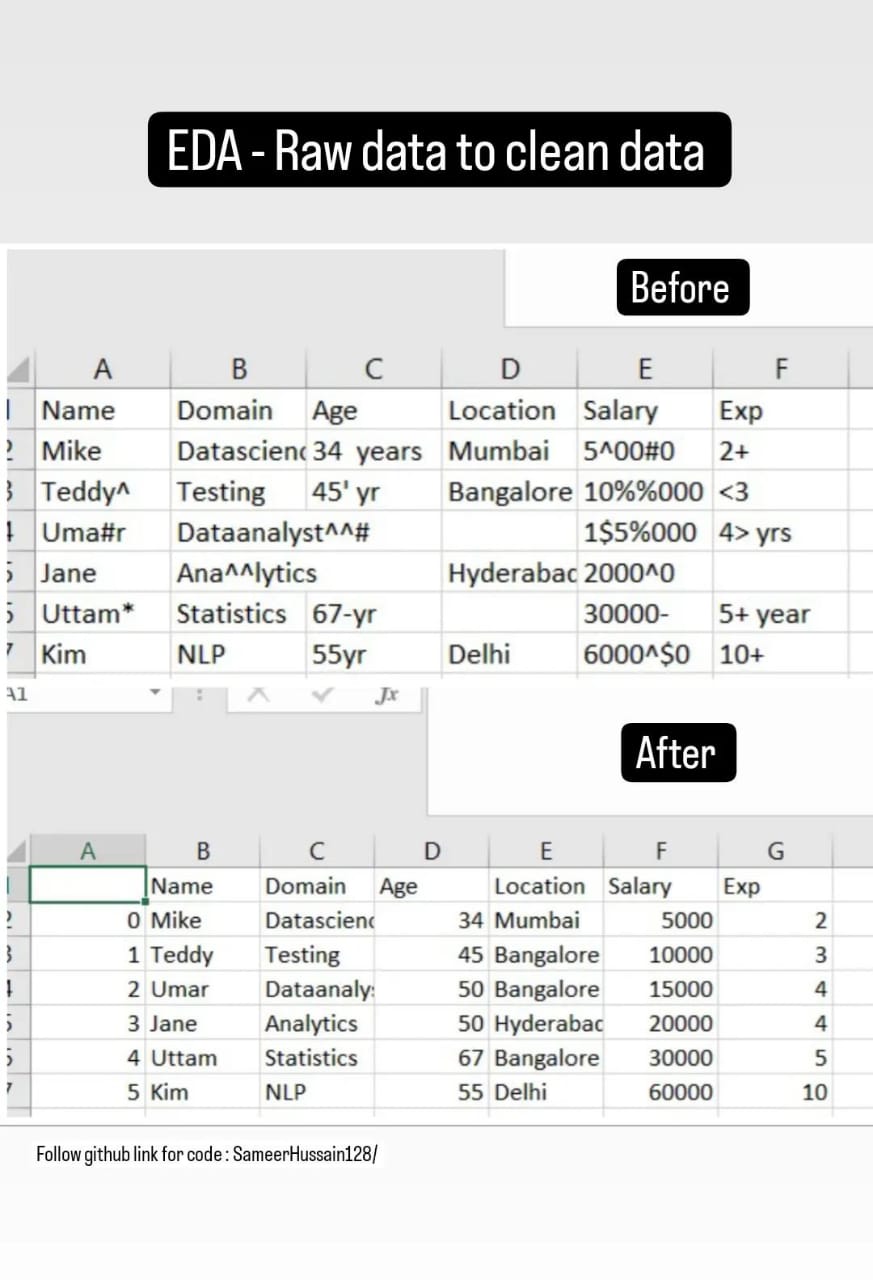 EDA - Raw data to clean data
Before
A B C D E F
Name Domain Age Location Salary Exp
2 Mike Datascienc 34 years Mumbai 5^00#0 2+
3 Teddy^ Testing 45' yr Bangalore 10%%000 <3
4 Uma#r Dataanalyst^^# 1$5%000 4> yrs
5 Jane Ana^^lytics Hyderabad 2000^0
Uttam* Statistics 67-yr 30000- 5+ year
7 Kim NLP 55yr Delhi 6000^$0 10+
A1 fx
After
A B C D E F G
Name Domain Age Location Salary Exp
2 0 Mike Datascienc 34 Mumbai 5000 2
3 1 Teddy Testing 45 Bangalore 10000 3
4 2 Umar Dataanaly 50 Bangalore 15000 4
5 3 Jane Analytics 50 Hyderabad 20000 4
4 Uttam Statistics 67 Bangalore 30000 5
7 5 Kim NLP 55 Delhi 60000 10
Follow github link for code : SameerHussain128/